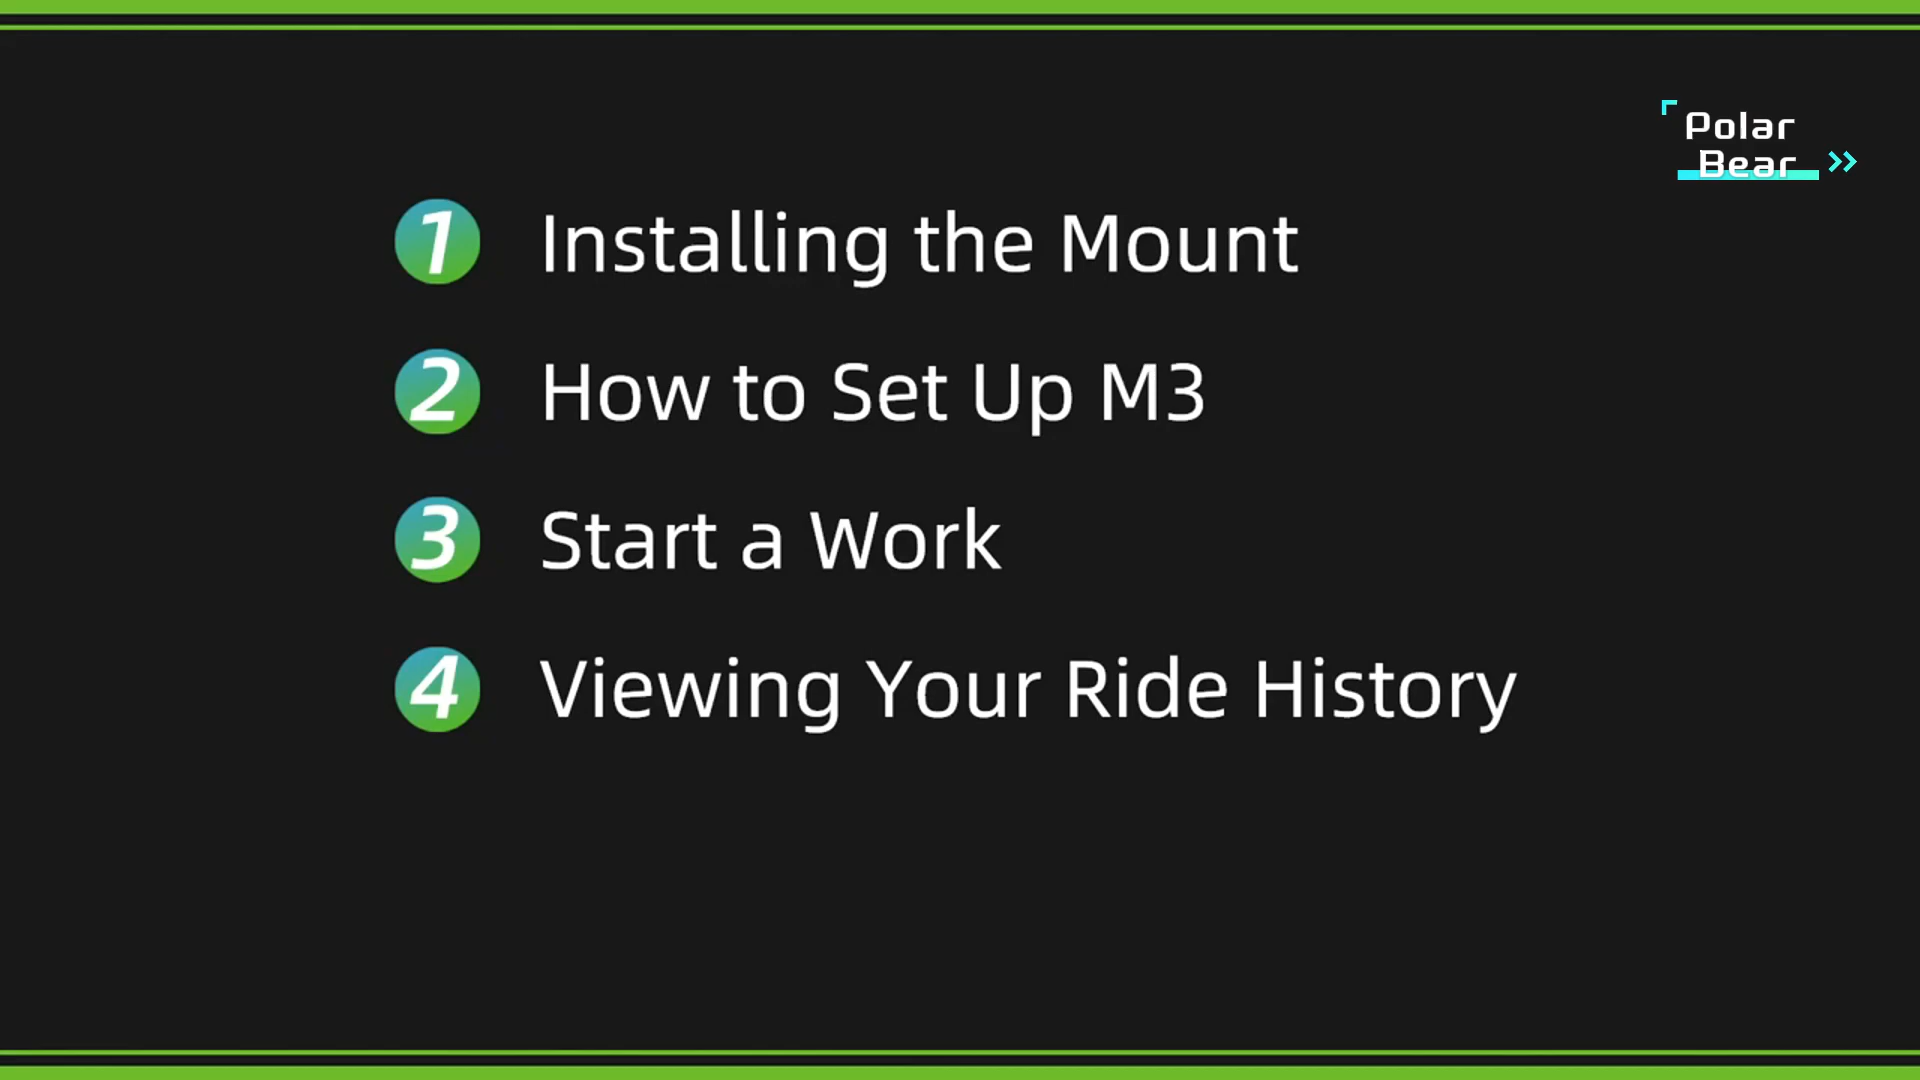 Polar
Bear
1 Installing the Mount
2 How to Set Up M3
3 Start a Work
4 Viewing Your Ride History